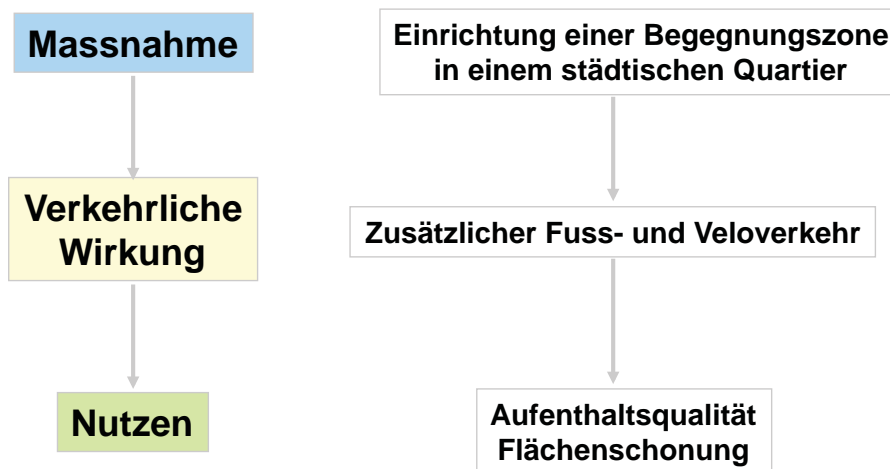 Massnahme
Einrichtung einer Begegnungszone
in einem städtischen Quartier
Verkehrliche
Wirkung
Zusätzlicher Fuss- und Veloverkehr
Nutzen
Aufenthaltsqualität
Flächenschonung